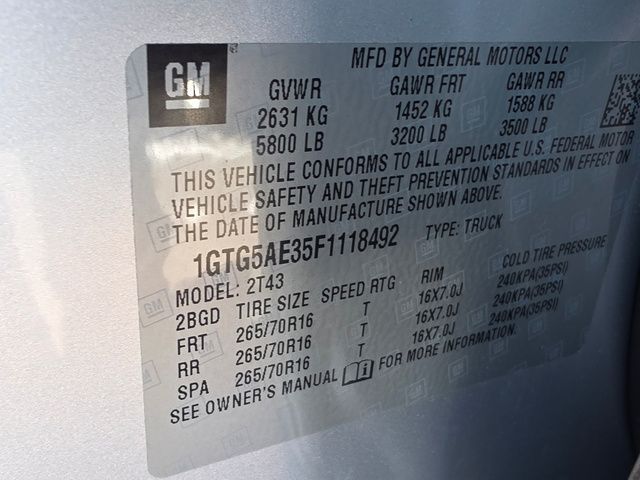 GM
MFD BY GENERAL MOTORS LLC
GVWR GAWR FRT GAWR RR
2631 KG 1452 KG 1588 KG
5800 LB 3200 LB 3500 LB
THIS VEHICLE CONFORMS TO ALL APPLICABLE U.S. FEDERAL MOTOR
VEHICLE SAFETY AND THEFT PREVENTION STANDARDS IN EFFECT ON
THE DATE OF MANUFACTURE SHOWN ABOVE.
1GTG5AE35F1118492 TYPE: TRUCK
MODEL: 2T43
2BGD TIRE SIZE SPEED RTG RIM COLD TIRE PRESSURE
FRT 265/70R16 T 16X7.0J 240KPA(35PSI)
RR 265/70R16 T 16X7.0J 240KPA(35PSI)
SPA 265/70R16 T 16X7.0J 240KPA(35PSI)
SEE OWNER'S MANUAL FOR MORE INFORMATION.